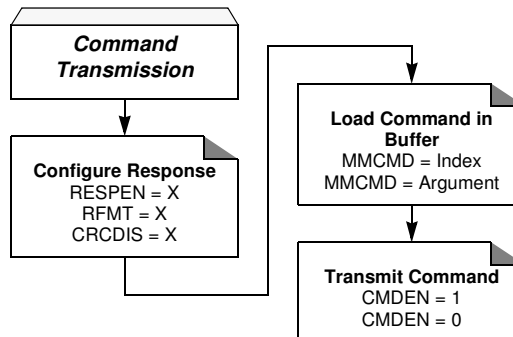 Command
Transmission
Configure Response
RESPEN = X
RFMT = X
CRCDIS = X
Load Command in
Buffer
MMCMD = Index
MMCMD = Argument
Transmit Command
CMDEN = 1
CMDEN = 0